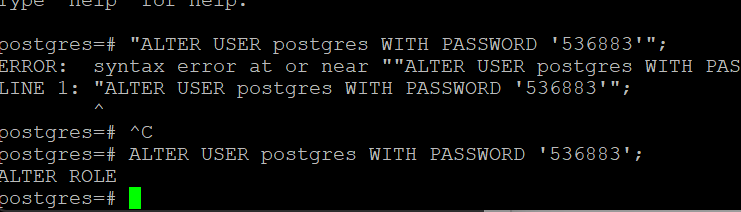 Type "help" for help.
postgres=# "ALTER USER postgres WITH PASSWORD '536883'";
ERROR:  syntax error at or near ""ALTER USER postgres WITH PAS
LINE 1: "ALTER USER postgres WITH PASSWORD '536883'";
^
postgres=# ^C
postgres=# ALTER USER postgres WITH PASSWORD '536883';
ALTER ROLE
postgres=#